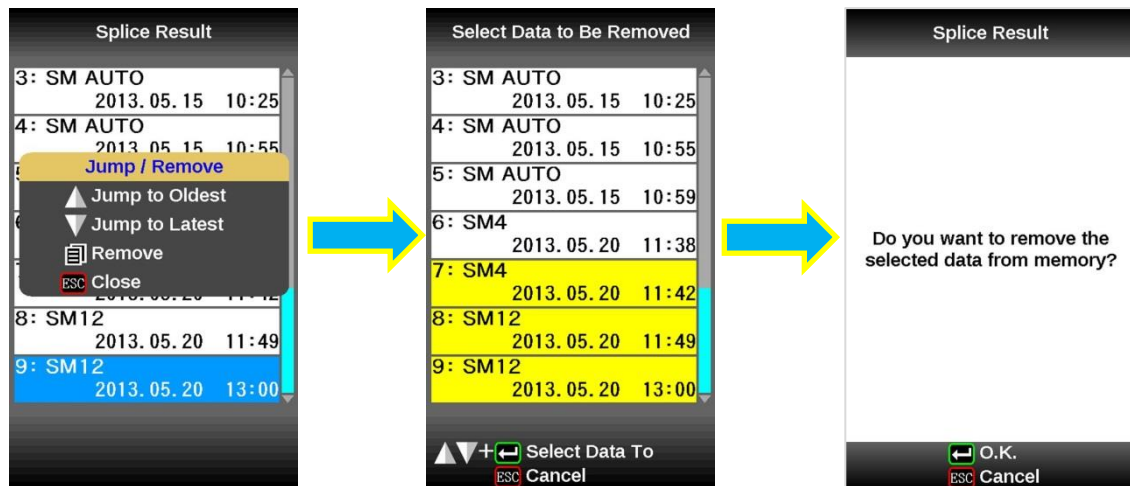 Splice Result
3: SM AUTO
2013.05.15 10:25
4: SM AUTO
2013.05.15 10:55
Jump / Remove
Jump to Oldest
Jump to Latest
Remove
ESC Close
8: SM12
2013.05.20 11:49
9: SM12
2013.05.20 13:00
Select Data to Be Removed
3: SM AUTO
2013.05.15 10:25
4: SM AUTO
2013.05.15 10:55
5: SM AUTO
2013.05.15 10:59
6: SM4
2013.05.20 11:38
7: SM4
2013.05.20 11:42
8: SM12
2013.05.20 11:49
9: SM12
2013.05.20 13:00
+ Select Data To
ESC Cancel
Splice Result
Do you want to remove the
selected data from memory?
O.K.
ESC Cancel